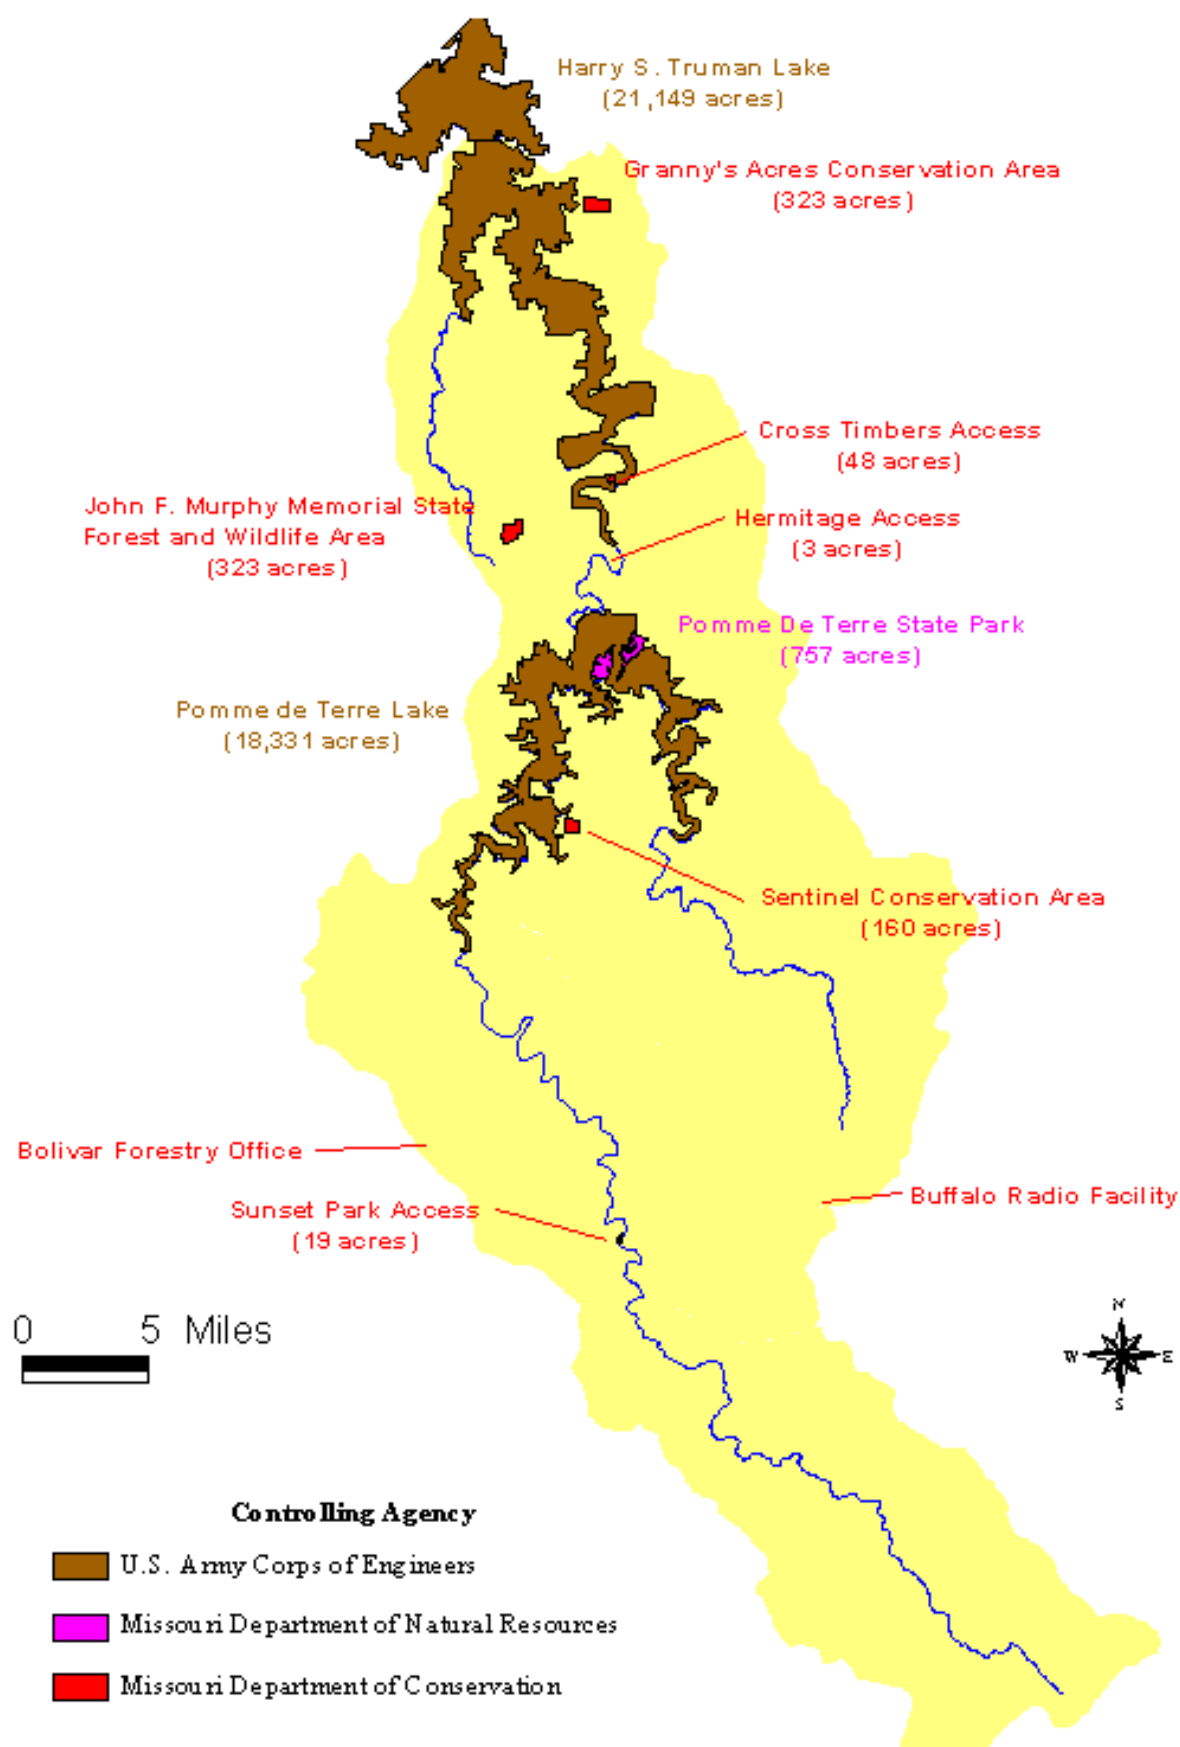 Harry S. Truman Lake
(21,149 acres)
Granny's Acres Conservation Area
(323 acres)
Cross Timbers Access
(48 acres)
John F. Murphy Memorial State
Forest and Wildlife Area
(323 acres)
Hermitage Access
(3 acres)
Pomme De Terre State Park
(757 acres)
Pomme de Terre Lake
(18,331 acres)
Sentinel Conservation Area
(160 acres)
Bolivar Forestry Office
Buffalo Radio Facility
Sunset Park Access
(19 acres)
0 5 Miles
N
W E
S
Controlling Agency
U.S. Army Corps of Engineers
Missouri Department of Natural Resources
Missouri Department of Conservation